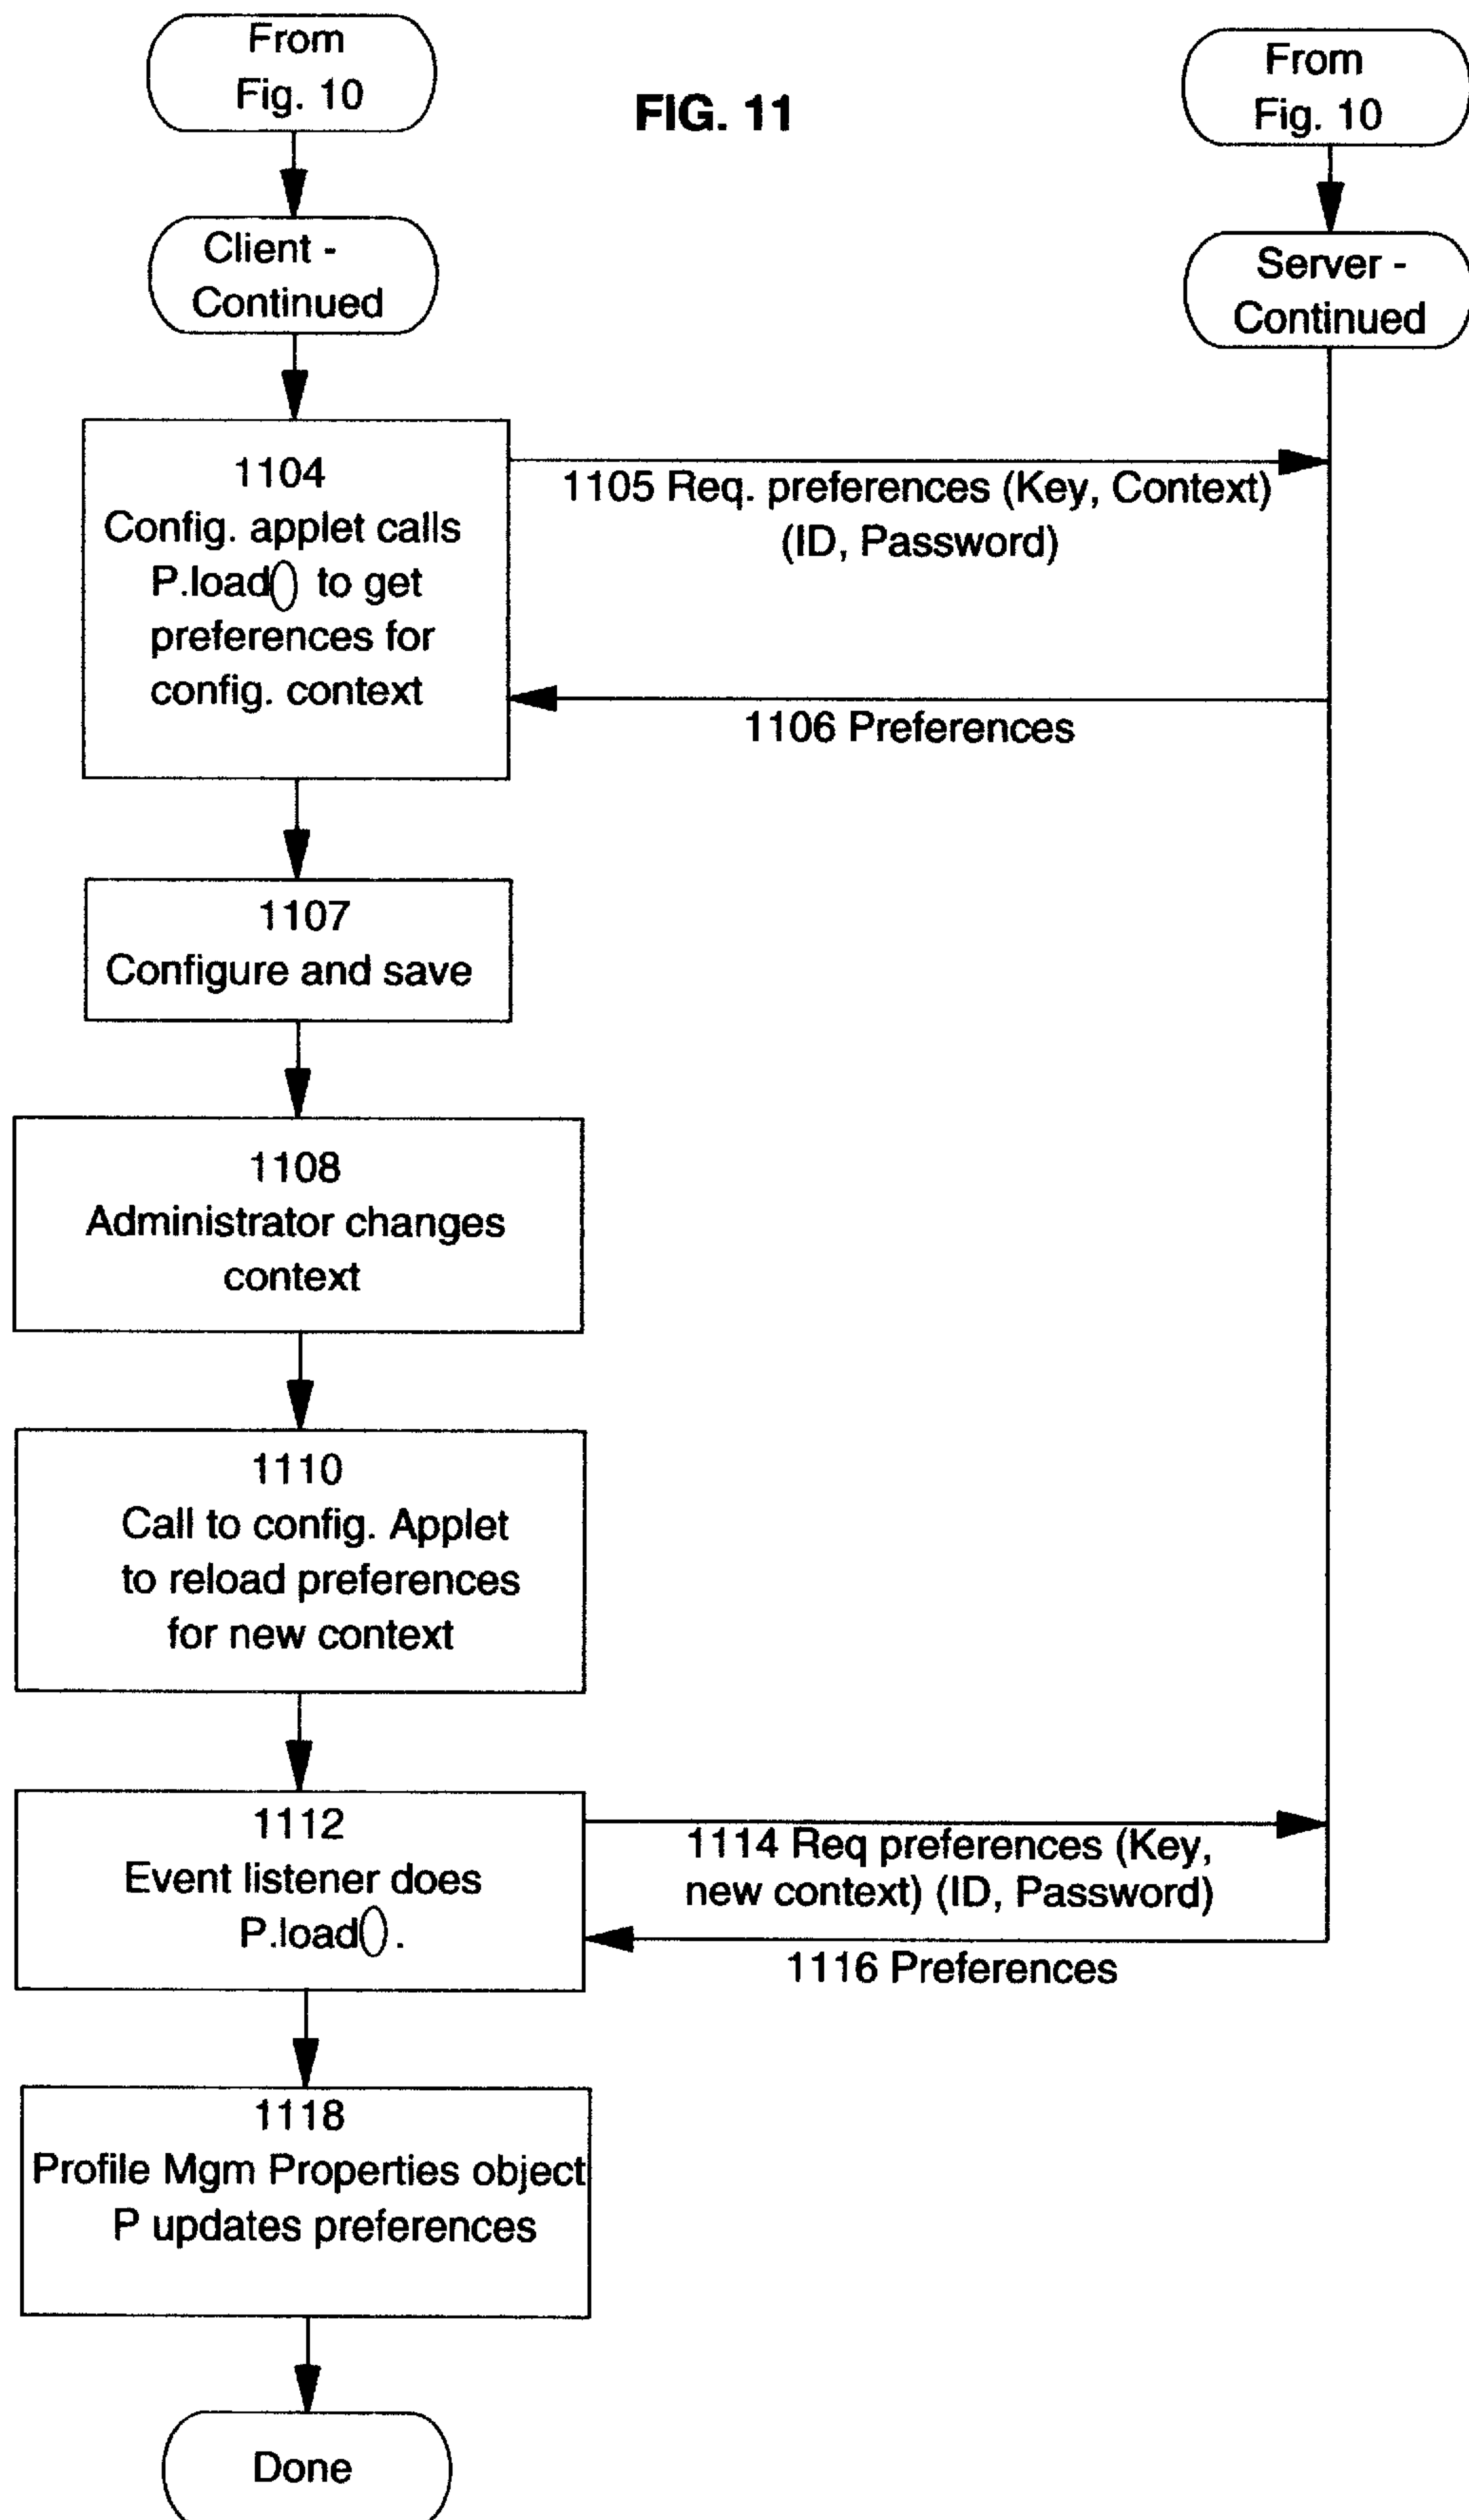 From
Fig. 10
FIG. 11
From
Fig. 10
Client -
Continued
Server -
Continued
1104
Config. applet calls
P.load() to get
preferences for
config. context
1105 Req. preferences (Key, Context)
(ID, Password)
1106 Preferences
1107
Configure and save
1108
Administrator changes
context
1110
Call to config. Applet
to reload preferences
for new context
1112
Event listener does
P.load().
1114 Req preferences (Key,
new context) (ID, Password)
1116 Preferences
1118
Profile Mgm Properties object
P updates preferences
Done